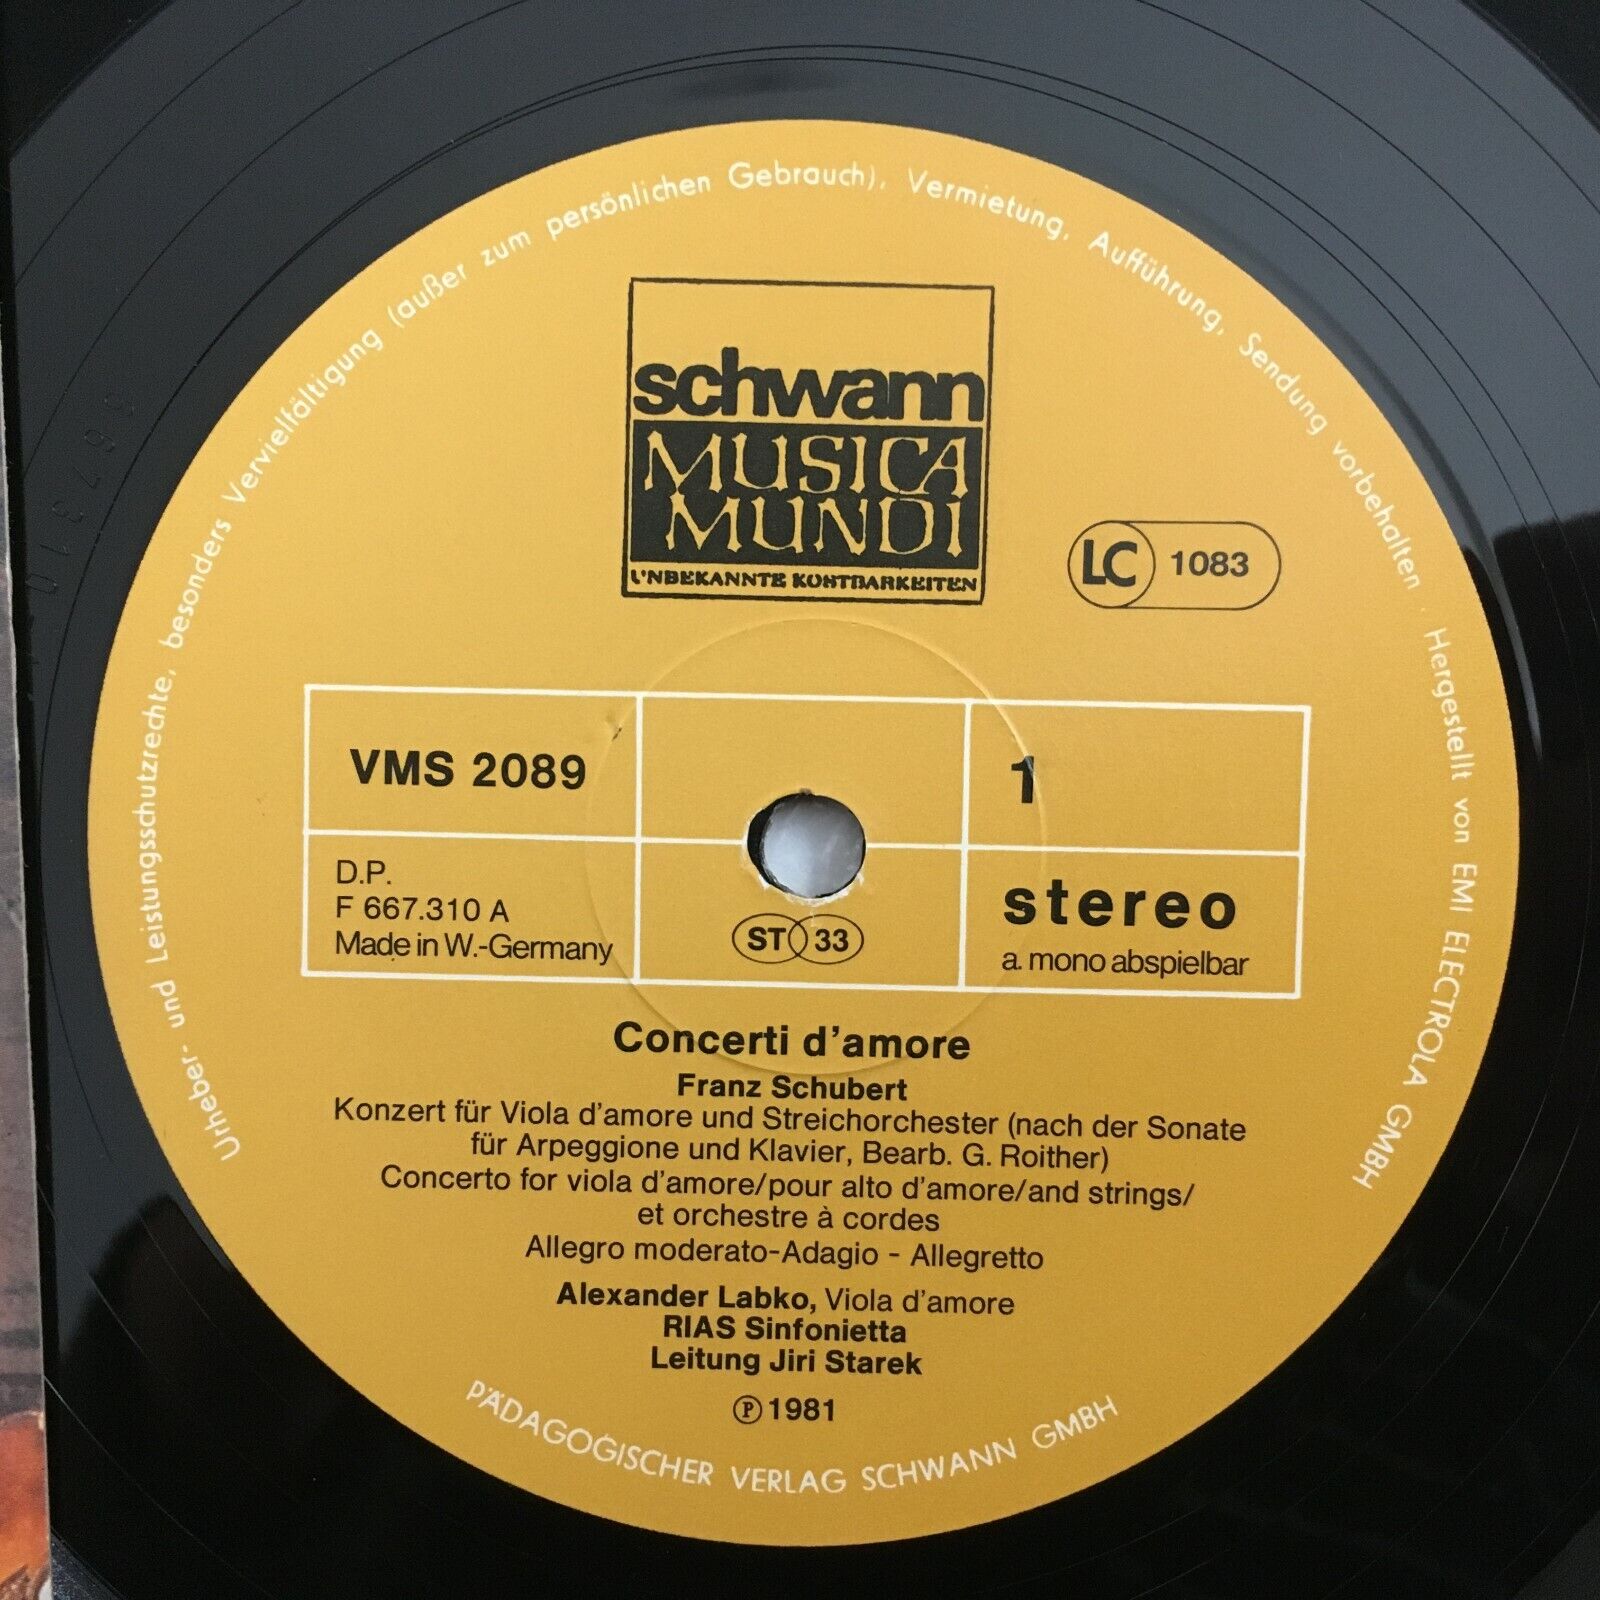 Urheber- und Leistungsschutzrechte, besonders Vervielfältigung (außer zum persönlichen Gebrauch), Vermietung, Aufführung, Sendung vorbehalten. Hergestellt von EMI ELECTROLA GMBH
schwann
MUSICA
MUNDI
UNBEKANNTE KOSTBARKEITEN
LC 1083
VMS 2089
1
D.P.
F 667.310 A
Made in W.-Germany
ST 33
stereo
a. mono abspielbar
Concerti d'amore
Franz Schubert
Konzert für Viola d'amore und Streichorchester (nach der Sonate
für Arpeggione und Klavier, Bearb. G. Roither)
Concerto for viola d'amore/pour alto d'amore/and strings/
et orchestre à cordes
Allegro moderato-Adagio - Allegretto
Alexander Labko, Viola d'amore
RIAS Sinfonietta
Leitung Jiri Starek
℗ 1981
PÄDAGOGISCHER VERLAG SCHWANN GMBH